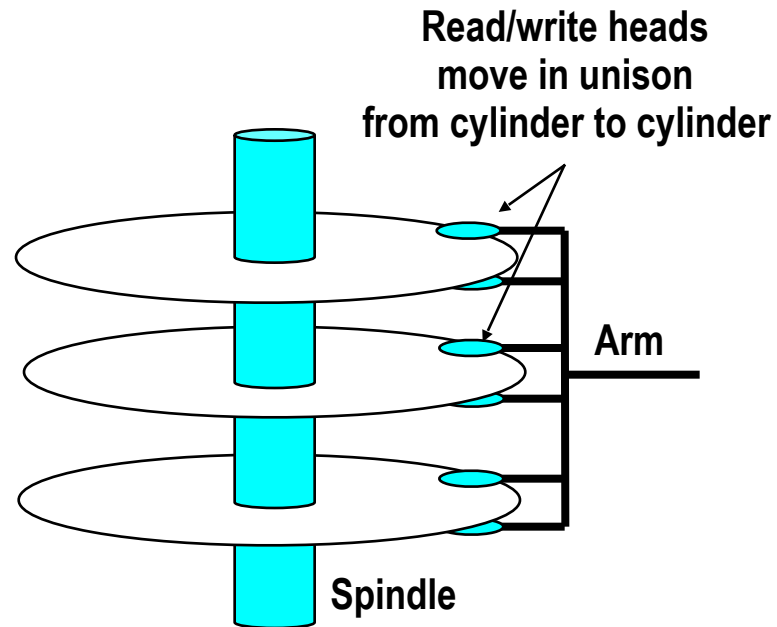 Read/write heads
move in unison
from cylinder to cylinder
Arm
Spindle